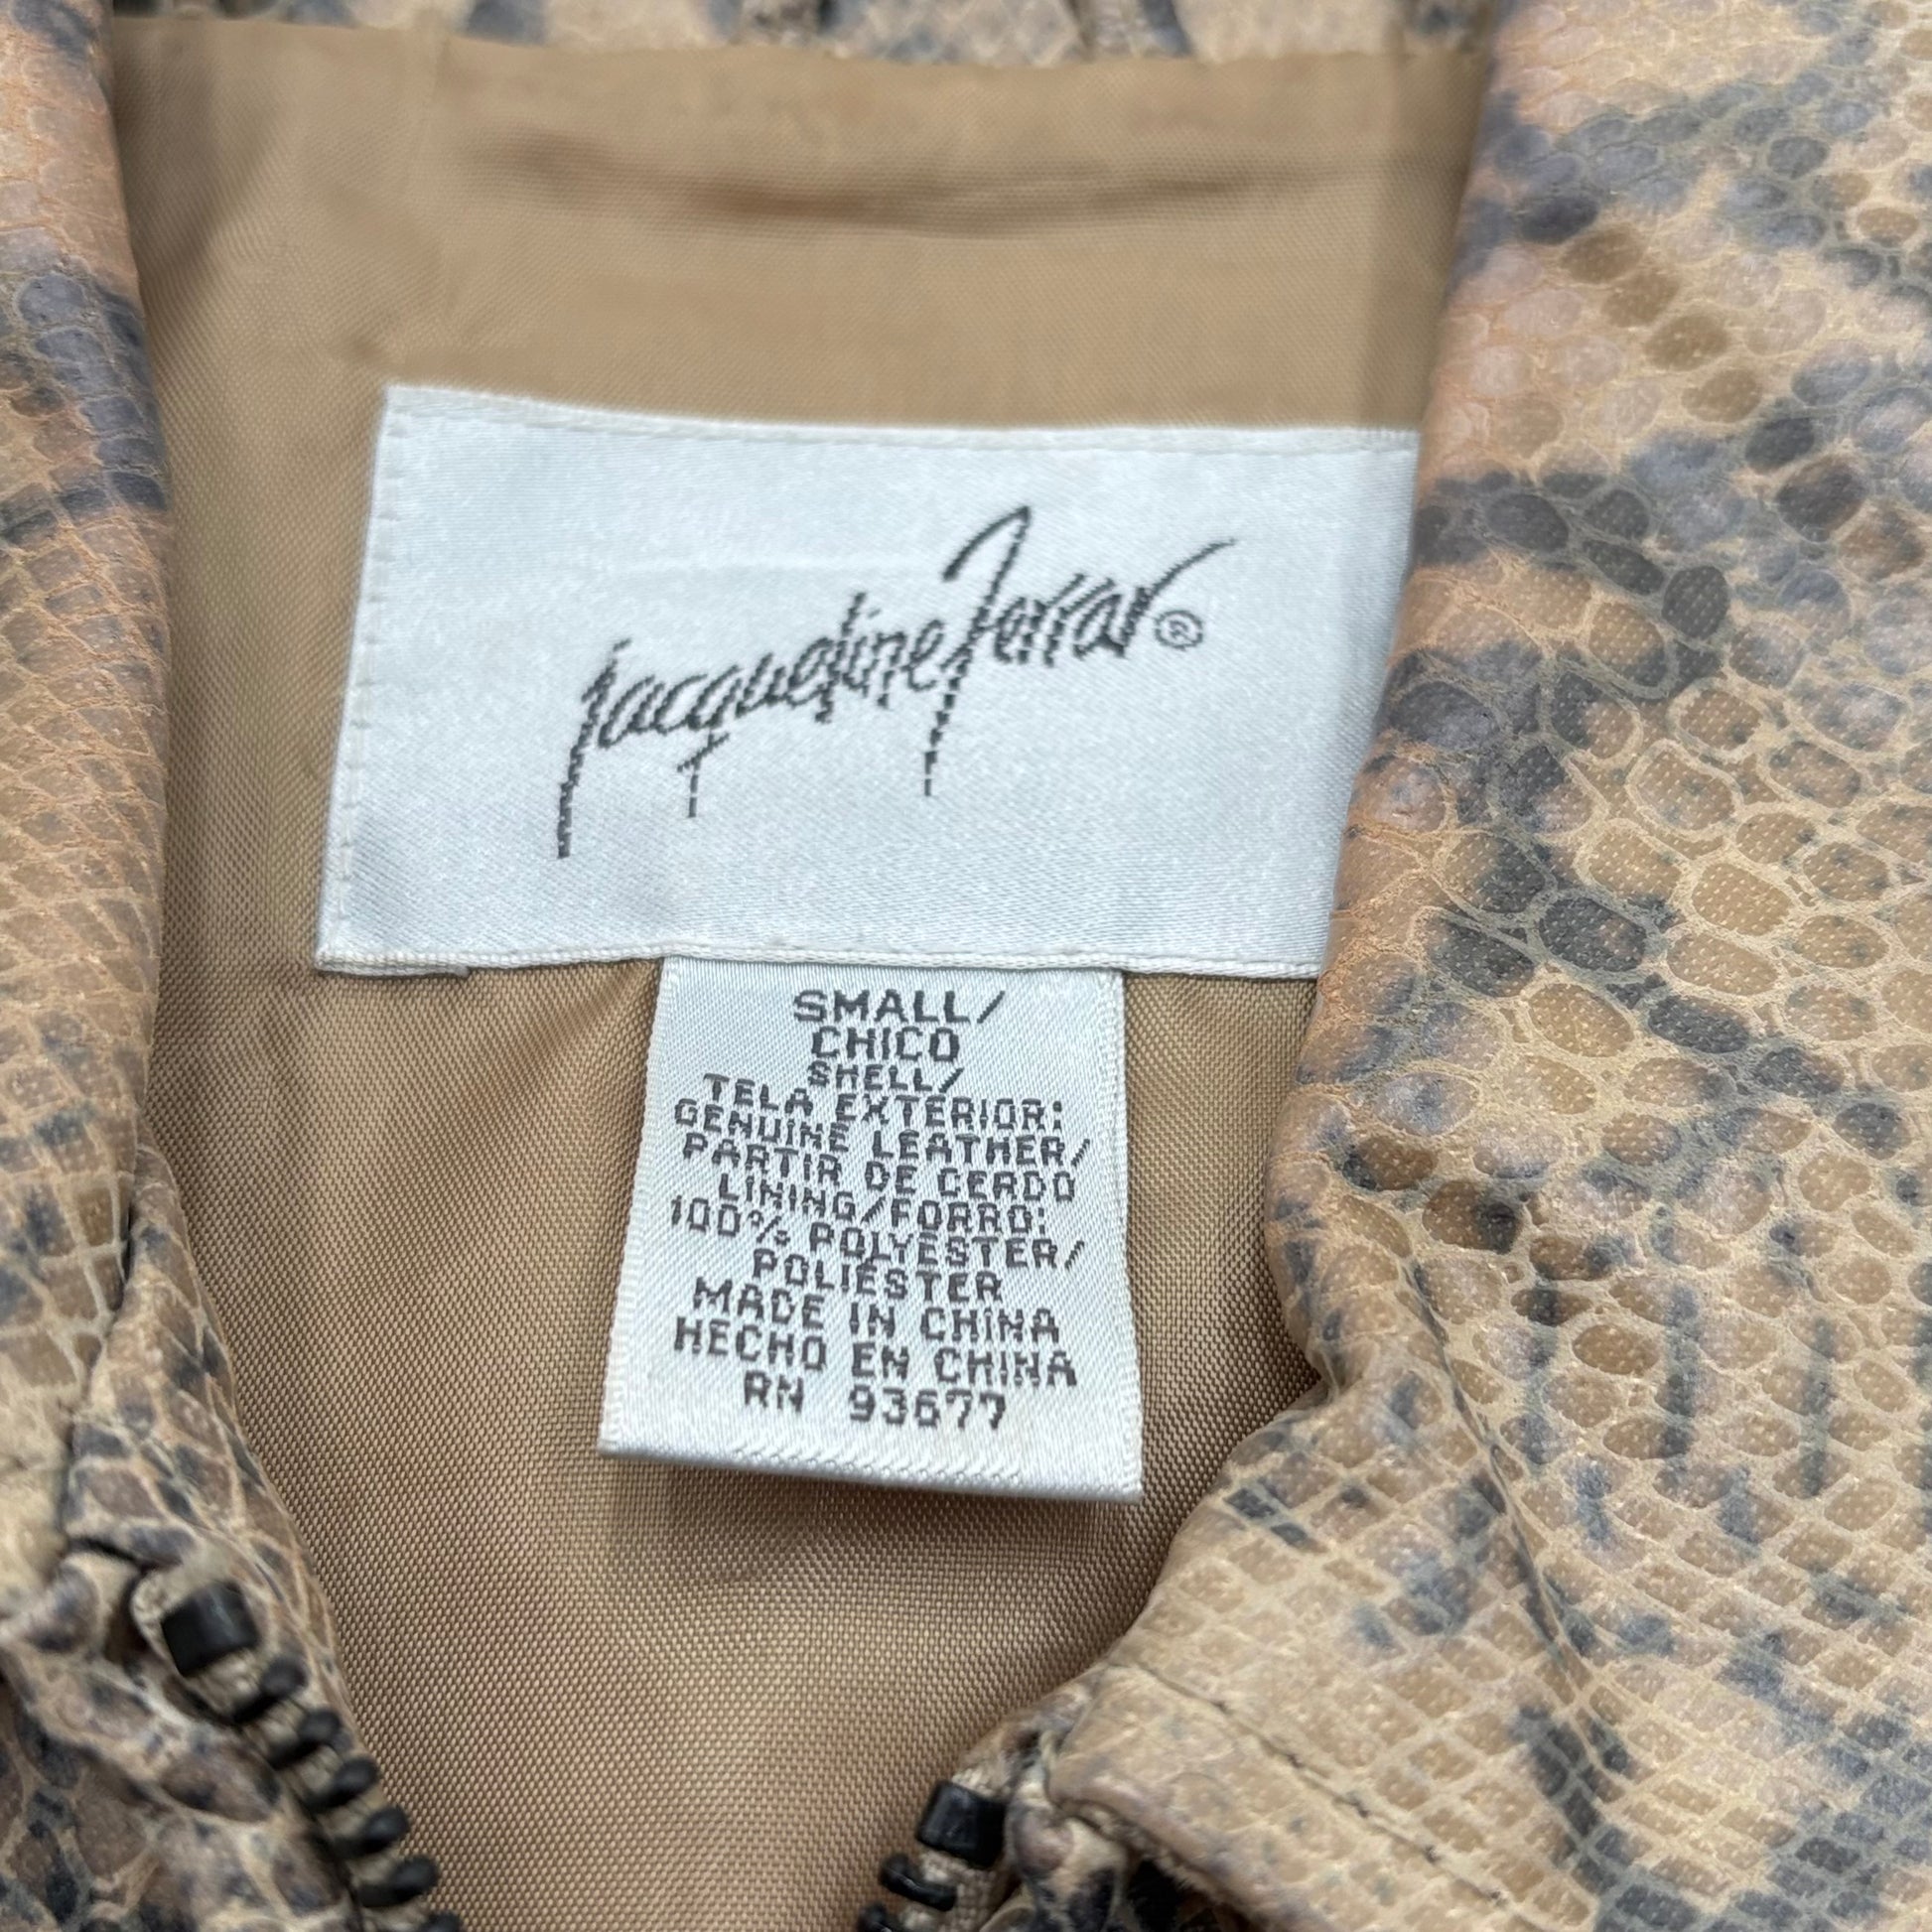 jacqueline Ferrar®
SMALL/
CHICO
SHELL/
TELA EXTERIOR:
GENUINE LEATHER/
PARTIR DE CERDO
LINING/FORRO:
100% POLYESTER/
POLIESTER
MADE IN CHINA
HECHO EN CHINA
RN 93677